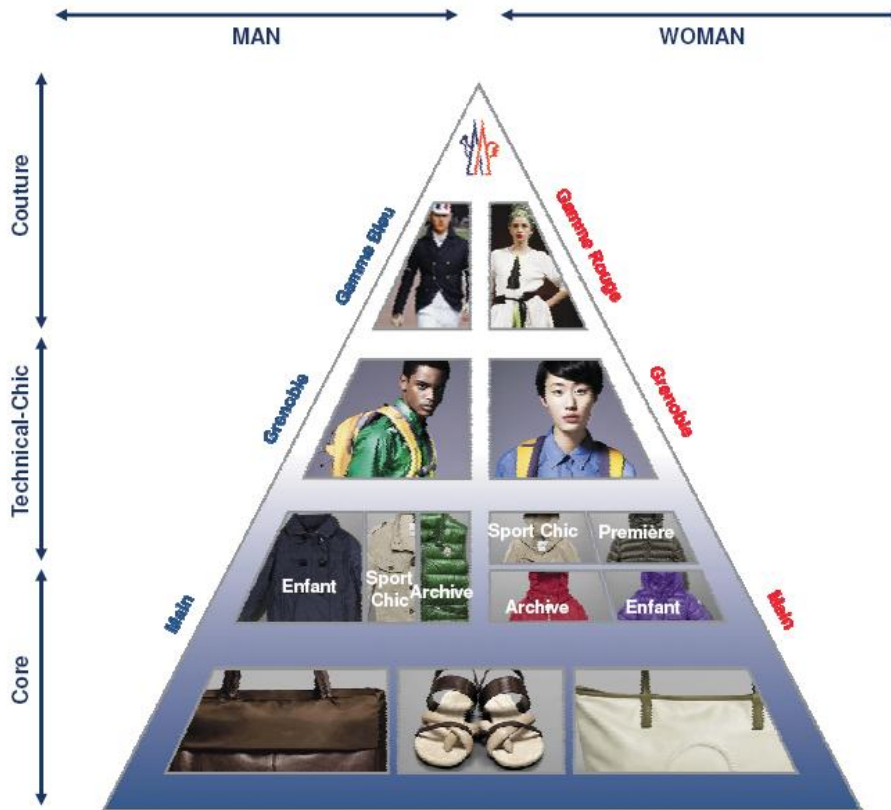 MAN
WOMAN
Couture
Gamme Bleu
Gamme Rouge
Technical-Chic
Grenoble
Grenoble
Enfant
Sport
Chic
Archive
Sport Chic
Première
Archive
Enfant
Core
Main
Main